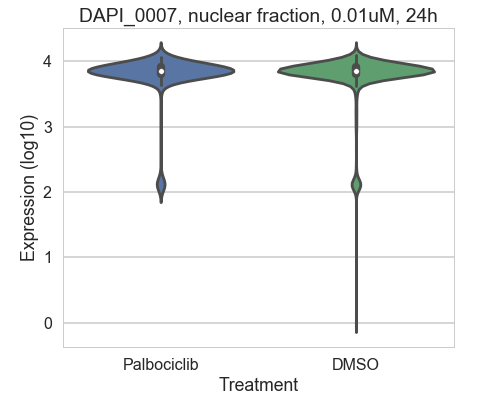 DAPI_0007, nuclear fraction, 0.01uM, 24h
4
3
2
1
0
Expression (log10)
Palbociclib
DMSO
Treatment